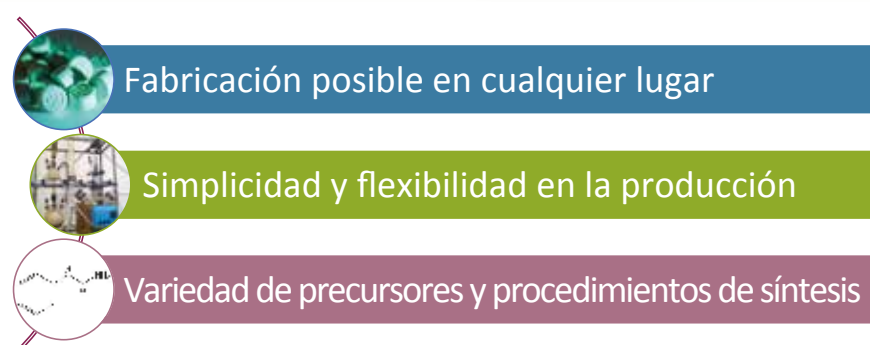 Fabricación posible en cualquier lugar
Simplicidad y flexibilidad en la producción
Variedad de precursores y procedimientos de síntesis